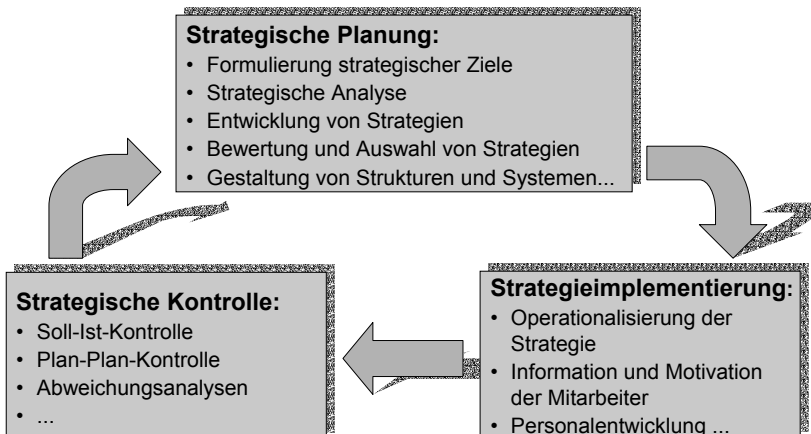 Strategische Planung:
• Formulierung strategischer Ziele
• Strategische Analyse
• Entwicklung von Strategien
• Bewertung und Auswahl von Strategien
• Gestaltung von Strukturen und Systemen...
Strategische Kontrolle:
• Soll-Ist-Kontrolle
• Plan-Plan-Kontrolle
• Abweichungsanalysen
• ...
Strategieimplementierung:
• Operationalisierung der
Strategie
• Information und Motivation
der Mitarbeiter
• Personalentwicklung ...